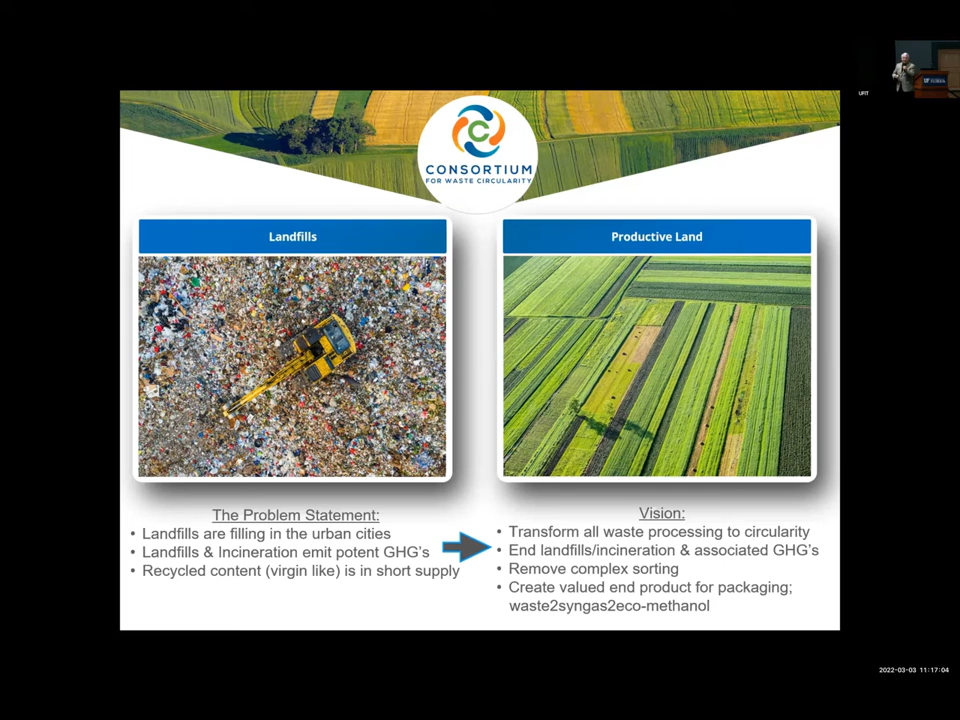 CONSORTIUM
FOR WASTE CIRCULARITY
Landfills
Productive Land
The Problem Statement:
• Landfills are filling in the urban cities
• Landfills & Incineration emit potent GHG's
• Recycled content (virgin like) is in short supply
Vision:
• Transform all waste processing to circularity
• End landfills/incineration & associated GHG's
• Remove complex sorting
• Create valued end product for packaging;
waste2syngas2eco-methanol
UFIT
2022-03-03 11:17:04